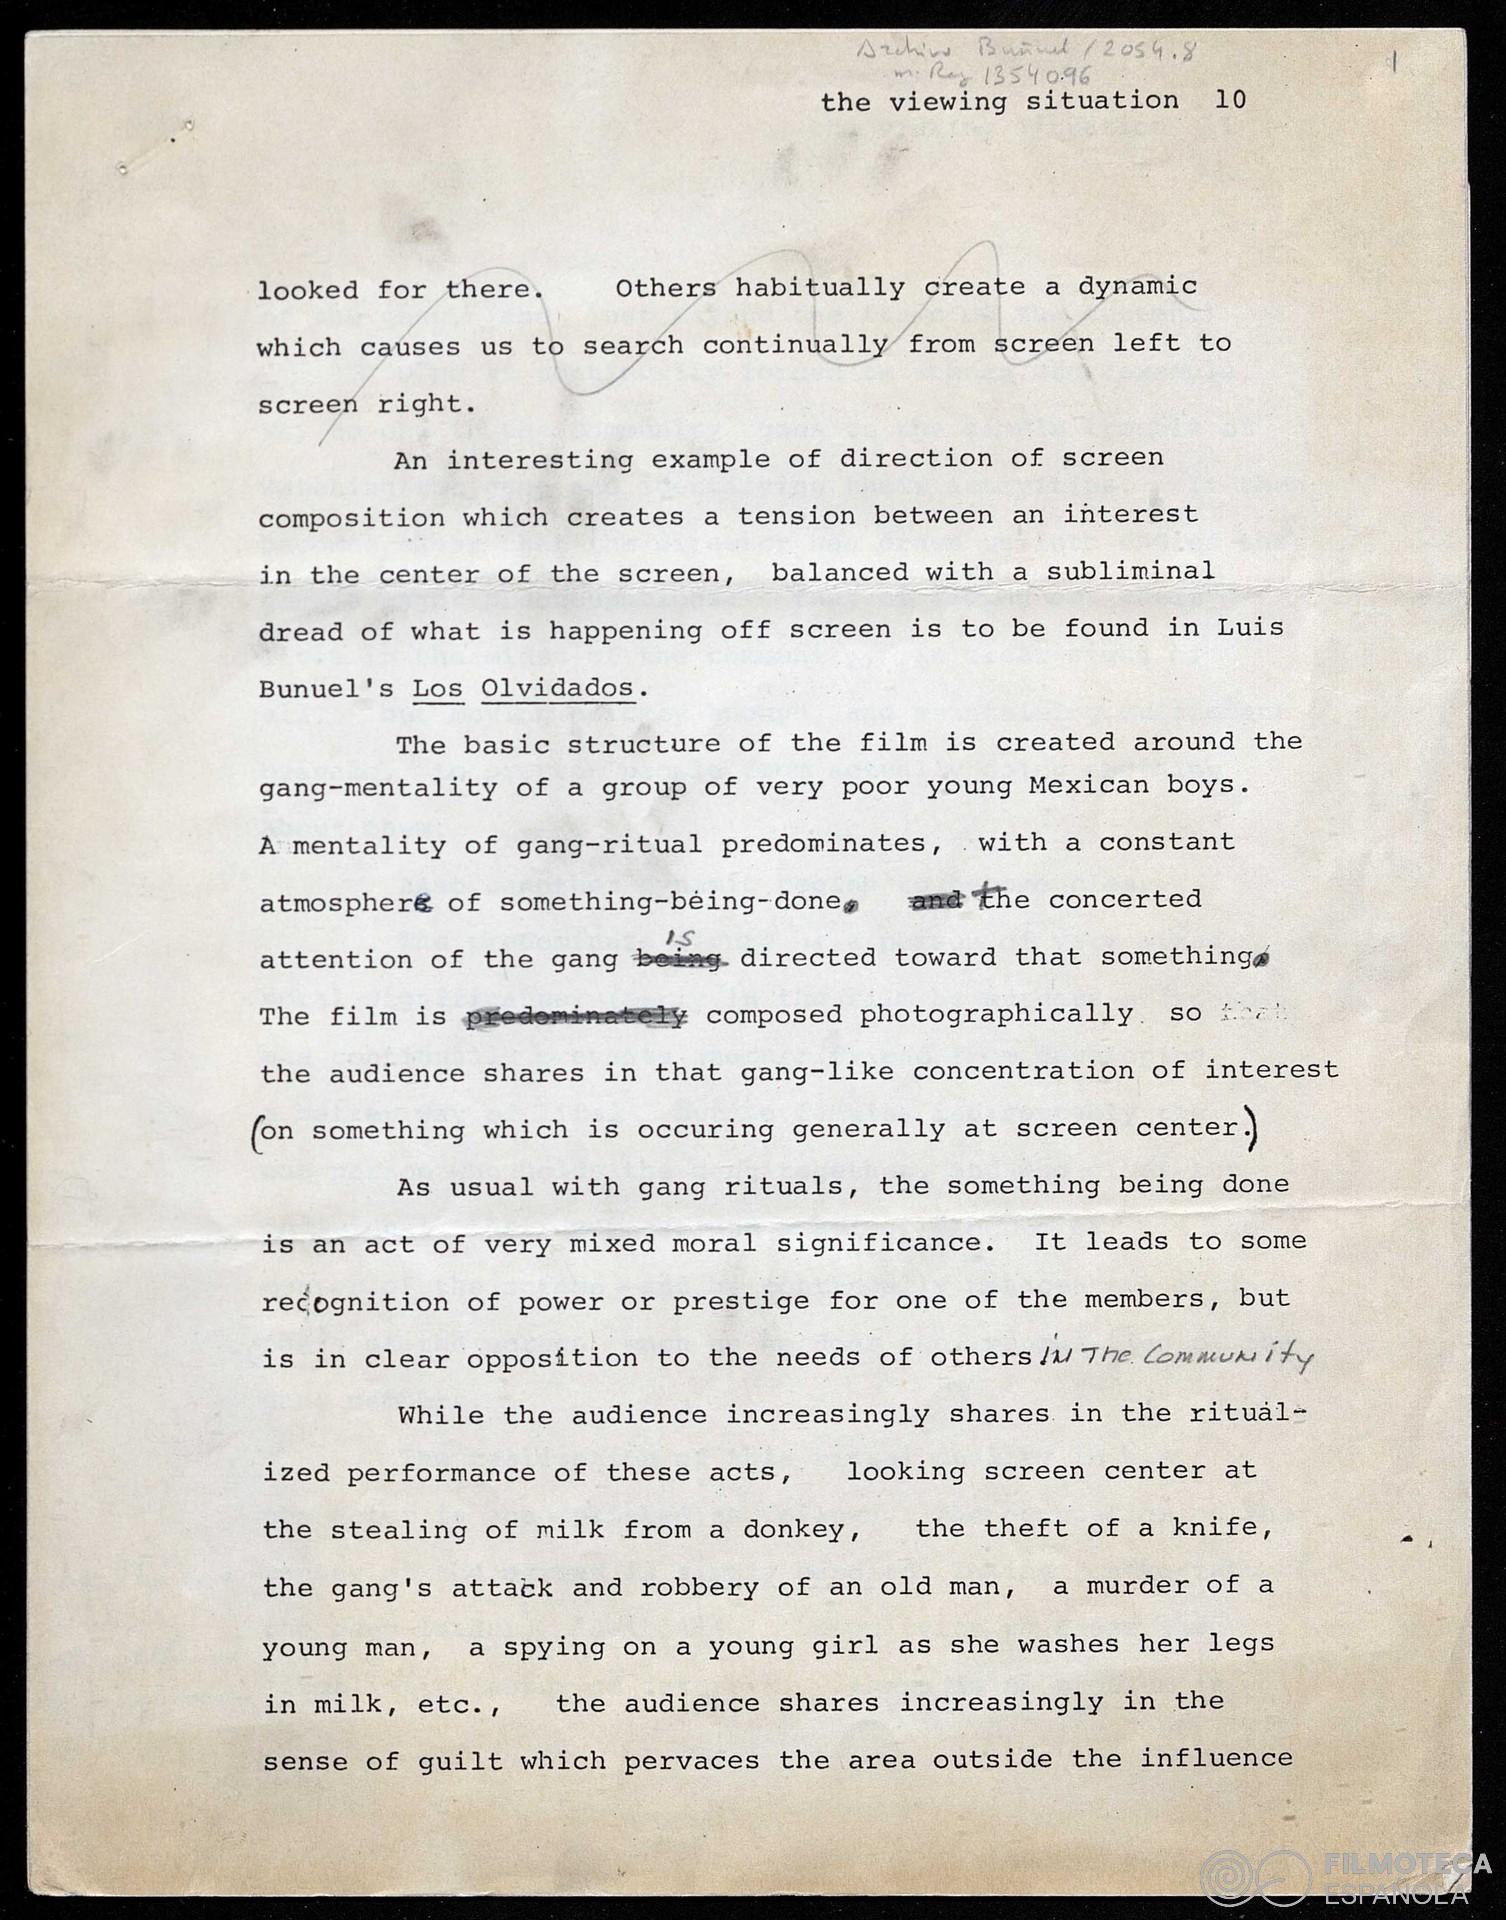 Archivo Buñuel / 2054.8
1
m. Reg 1354096
the viewing situation 10
looked for there. Others habitually create a dynamic
which causes us to search continually from screen left to
screen right.
An interesting example of direction of screen
composition which creates a tension between an interest
in the center of the screen, balanced with a subliminal
dread of what is happening off screen is to be found in Luis
Bunuel's Los Olvidados.
The basic structure of the film is created around the
gang-mentality of a group of very poor young Mexican boys.
A mentality of gang-ritual predominates, with a constant
atmosphere of something-being-done. and the concerted
is
attention of the gang being directed toward that something.
The film is predominately composed photographically so that
the audience shares in that gang-like concentration of interest
(on something which is occuring generally at screen center.)
As usual with gang rituals, the something being done
is an act of very mixed moral significance. It leads to some
recognition of power or prestige for one of the members, but
is in clear opposition to the needs of others in The Community
While the audience increasingly shares in the ritual-
ized performance of these acts, looking screen center at
the stealing of milk from a donkey, the theft of a knife,
the gang's attack and robbery of an old man, a murder of a
young man, a spying on a young girl as she washes her legs
in milk, etc., the audience shares increasingly in the
sense of guilt which pervaces the area outside the influence
FILMOTECA
ESPAÑOLA